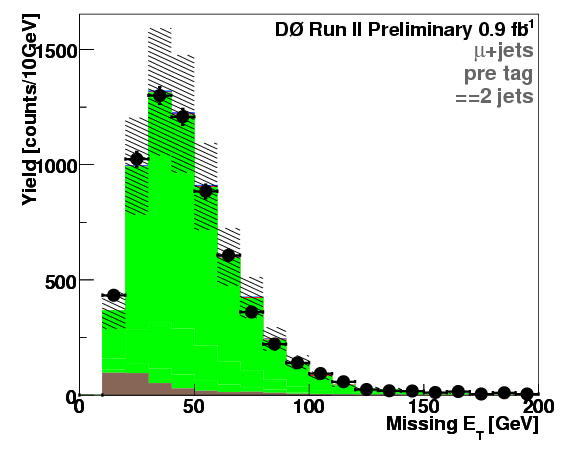 DØ Run II Preliminary 0.9 fb-1
μ+jets
pre tag
==2 jets
Yield [counts/10GeV]
1500
1000
500
0
0 50 100 150 200
Missing ET [GeV]